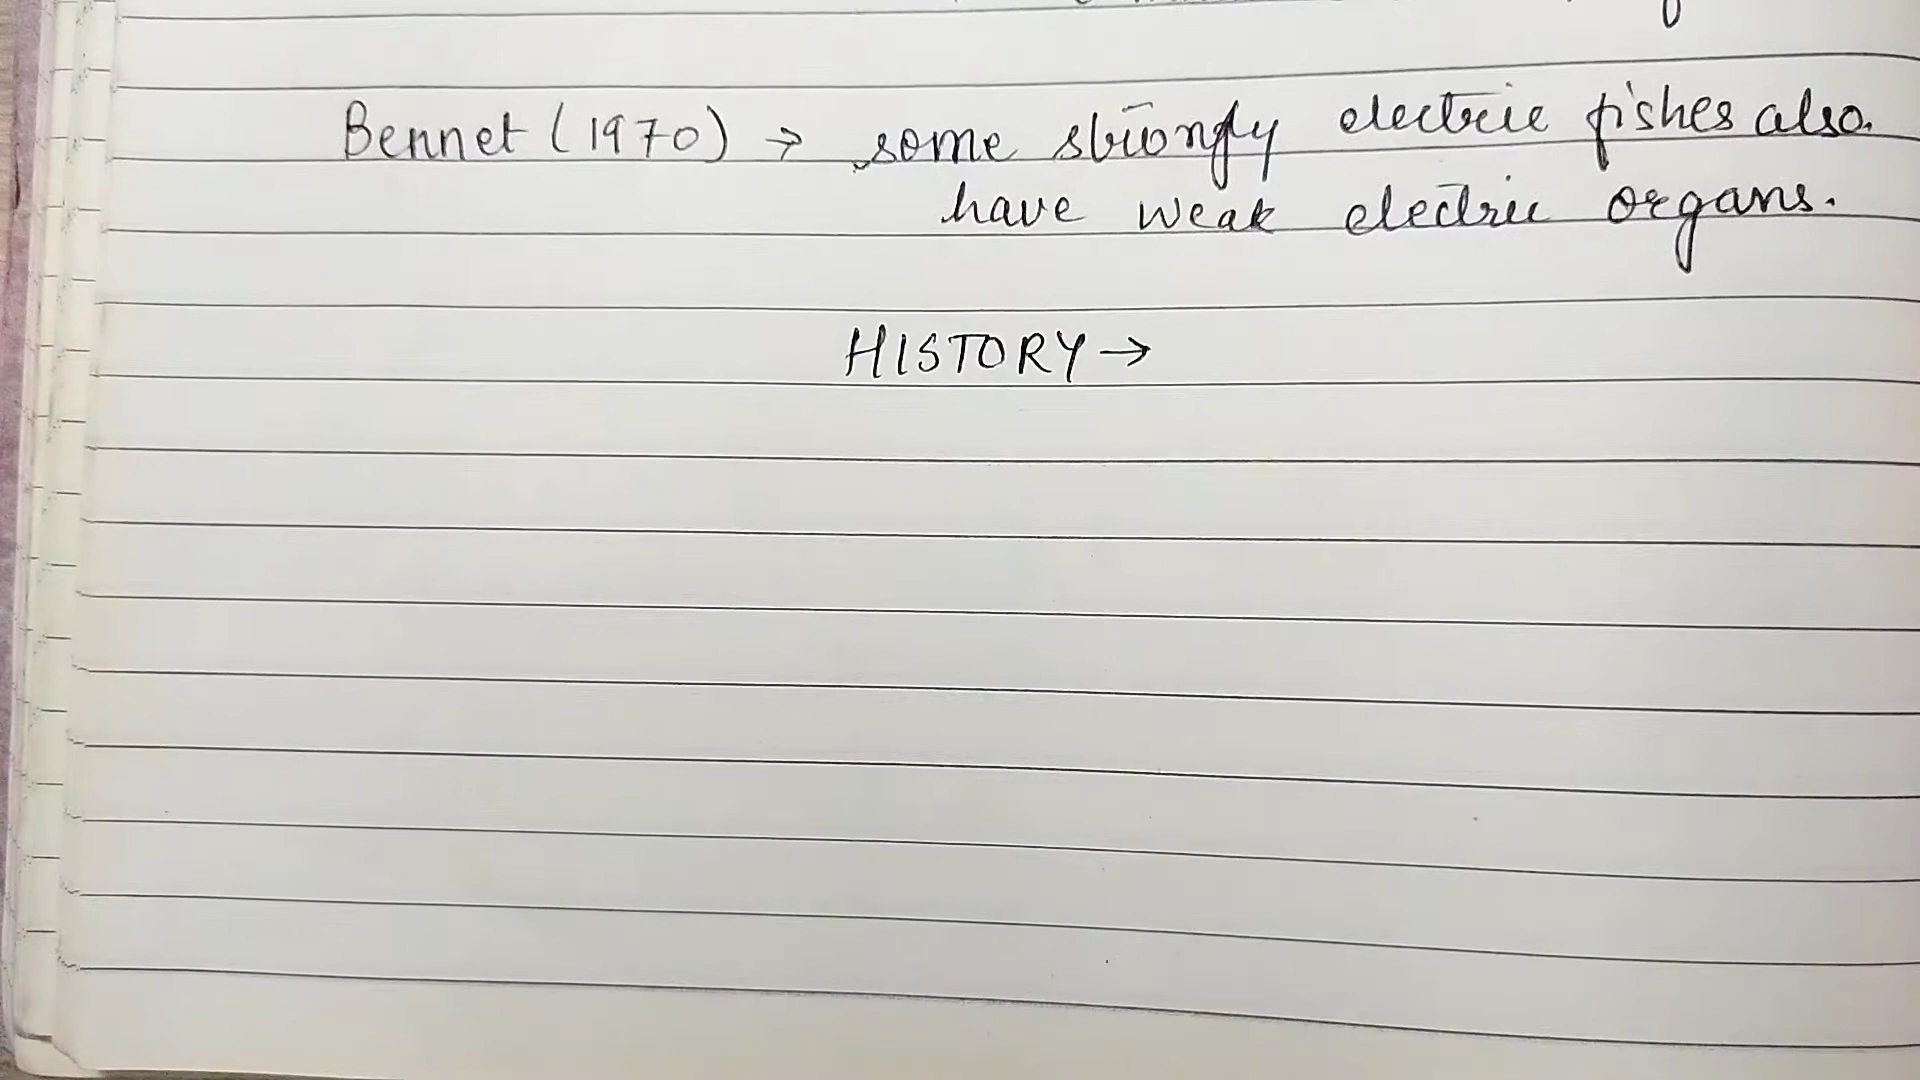 Bennet (1970) → some strongly electric fishes also.
have weak electric organs.
HISTORY →